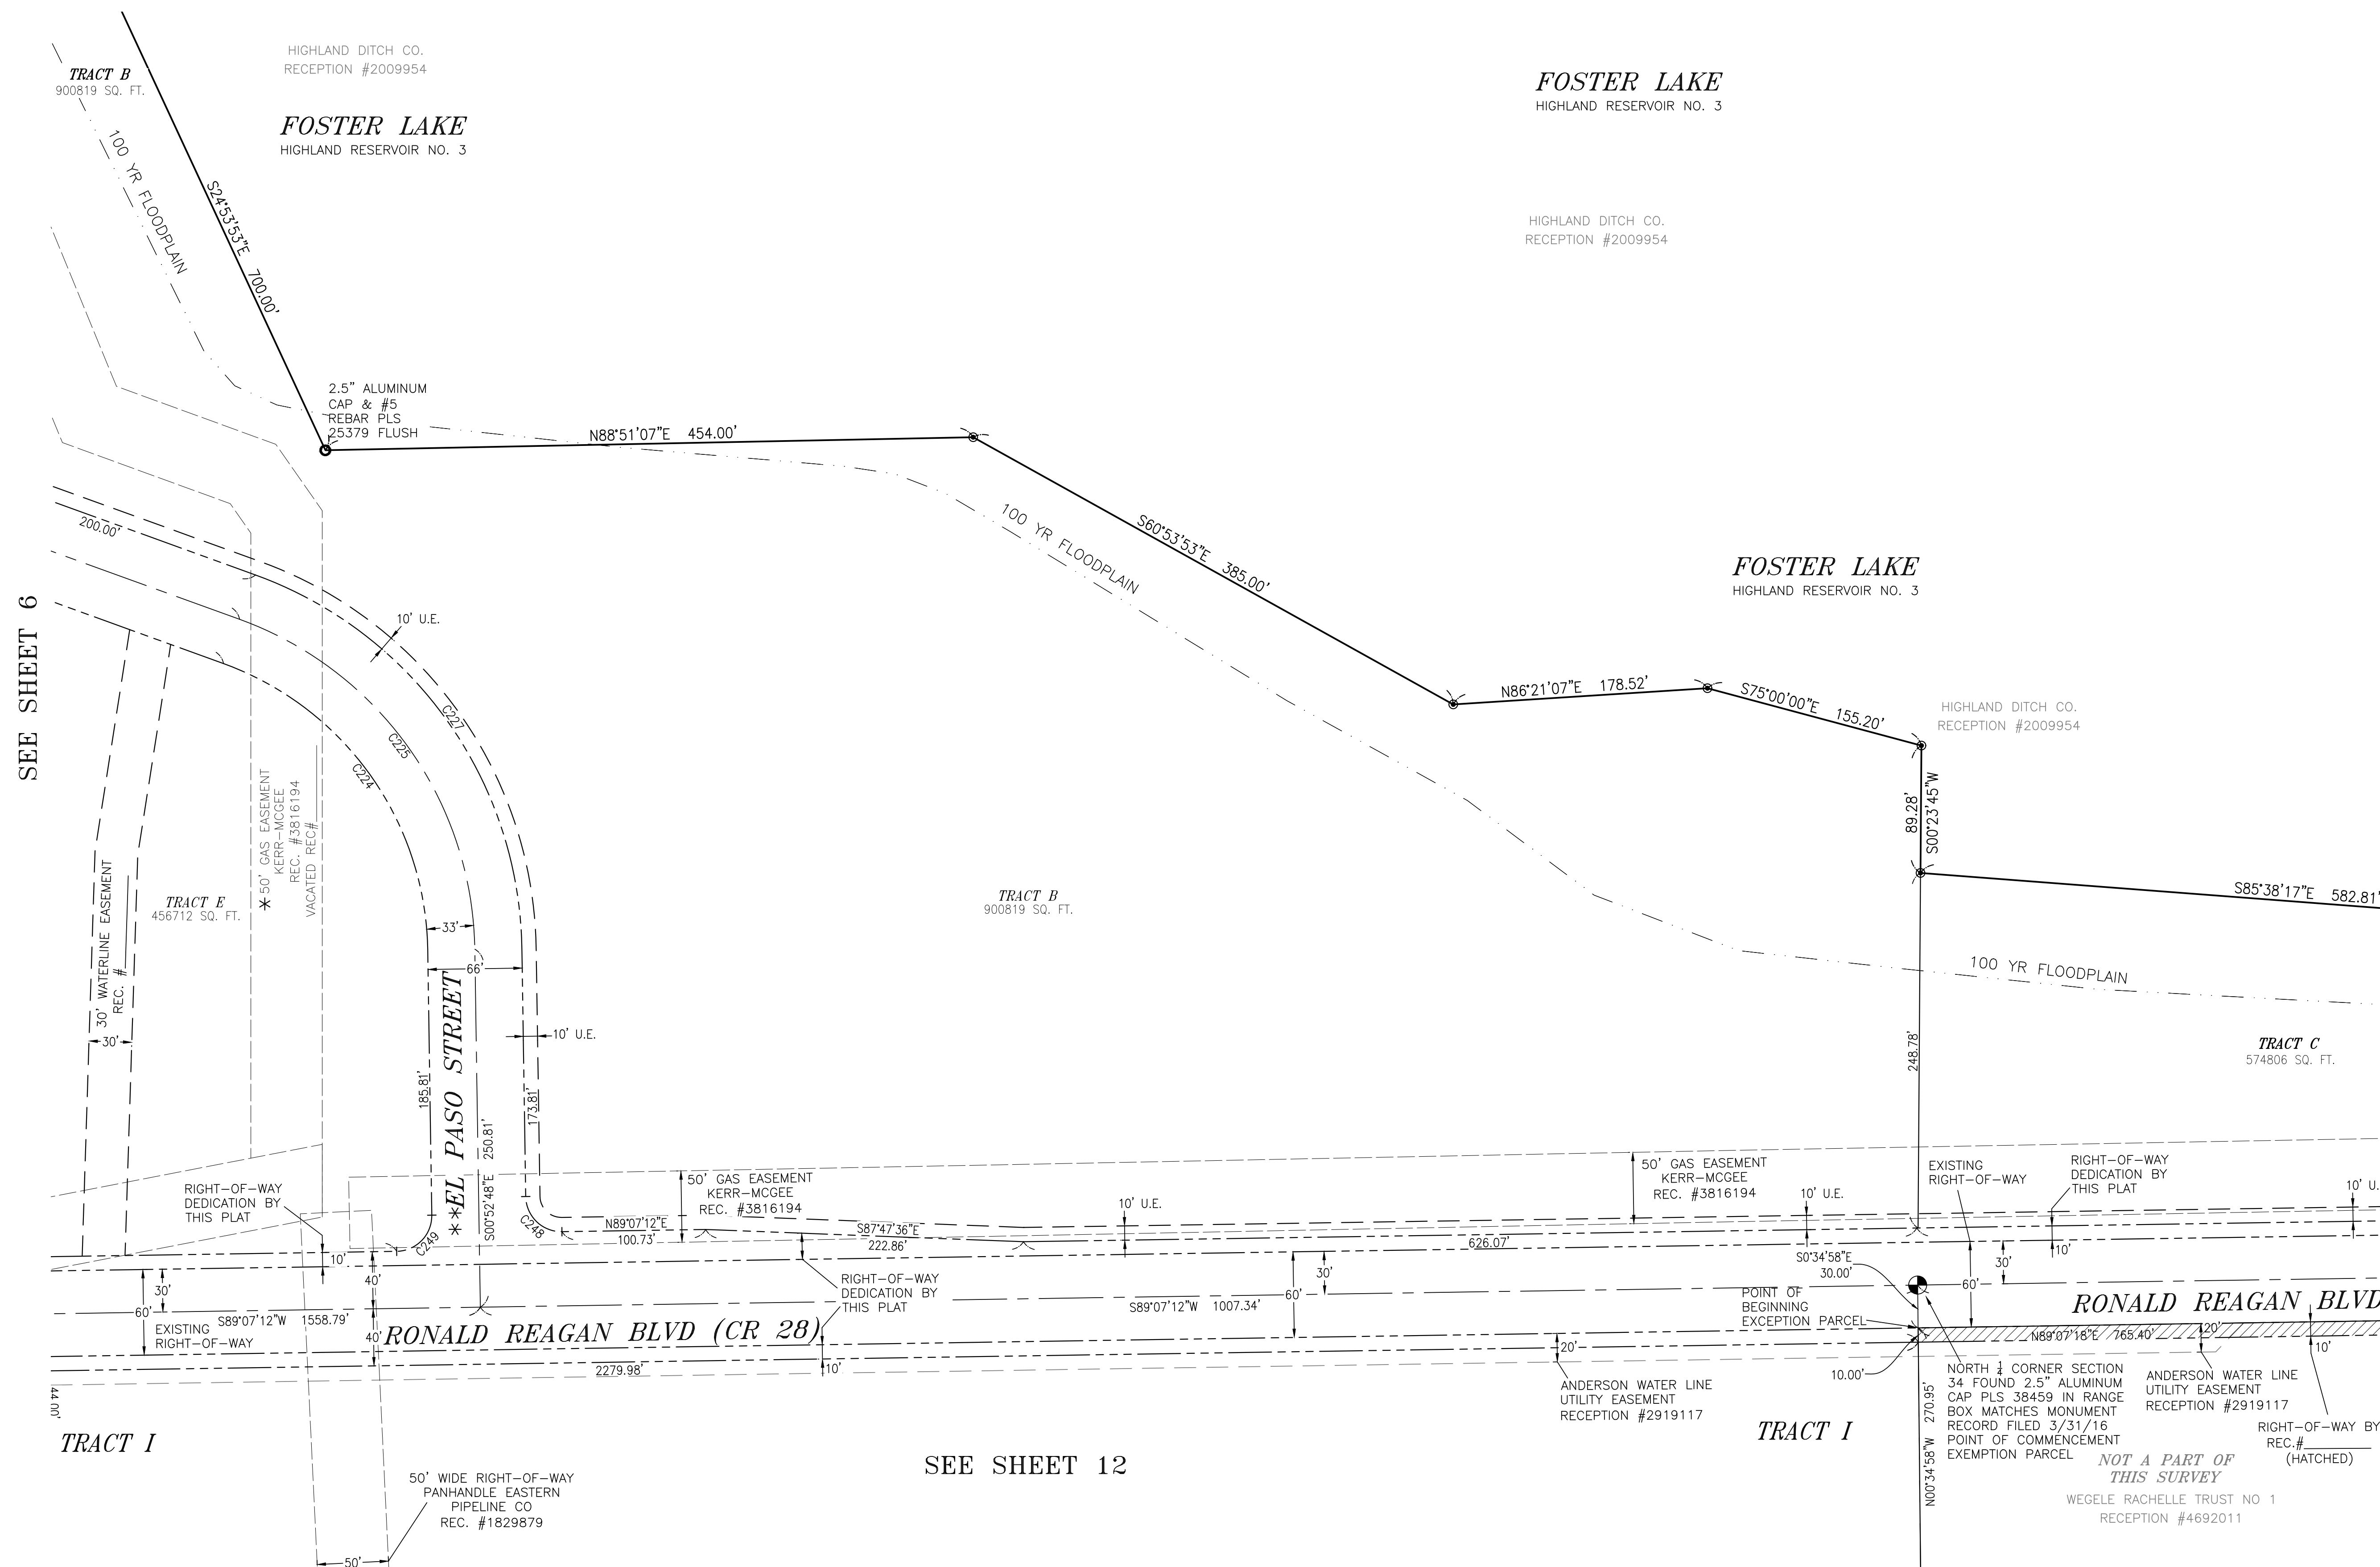 HIGHLAND DITCH CO.
RECEPTION #2009954
TRACT B
900819 SQ. FT.
FOSTER LAKE
HIGHLAND RESERVOIR NO. 3
FOSTER LAKE
HIGHLAND RESERVOIR NO. 3
100 YR FLOODPLAIN
S24°53'53"E 700.00'
HIGHLAND DITCH CO.
RECEPTION #2009954
2.5" ALUMINUM
CAP & #5
REBAR PLS
25379 FLUSH
N88°51'07"E 454.00'
200.00'
100 YR FLOODPLAIN
S60°53'53"E 385.00'
FOSTER LAKE
HIGHLAND RESERVOIR NO. 3
SEE SHEET 6
10' U.E.
N86°21'07"E 178.52'
S75°00'00"E 155.20'
HIGHLAND DITCH CO.
RECEPTION #2009954
C227
C225
C224
89.28'
S00°23'45"W
*50' GAS EASEMENT
KERR-MCGEE
REC. #3816194
VACATED REC#
30' WATERLINE EASEMENT
REC. #
TRACT E
456712 SQ. FT.
TRACT B
900819 SQ. FT.
S85°38'17"E 582.81'
33'
66'
100 YR FLOODPLAIN
30'
10' U.E.
248.78'
TRACT C
574806 SQ. FT.
185.81'
**EL PASO STREET
S00°52'48"E 250.81'
173.81'
RIGHT-OF-WAY
DEDICATION BY
THIS PLAT
50' GAS EASEMENT
KERR-MCGEE
REC. #3816194
50' GAS EASEMENT
KERR-MCGEE
REC. #3816194
EXISTING
RIGHT-OF-WAY
RIGHT-OF-WAY
DEDICATION BY
THIS PLAT
10' U.E.
10' U.E.
10' U.
C249
C248
N89°07'12"E
100.73'
S87°47'36"E
222.86'
626.07'
10'
40'
30'
60'
S89°07'12"W 1558.79'
EXISTING
RIGHT-OF-WAY
40'
RONALD REAGAN BLVD (CR 28)
RIGHT-OF-WAY
DEDICATION BY
THIS PLAT
S89°07'12"W 1007.34'
60'
30'
S0°34'58"E
30.00'
POINT OF
BEGINNING
EXCEPTION PARCEL
60'
30'
10'
RONALD REAGAN BLVD
N89°07'18"E 765.40'
20'
10'
2279.98'
10'
20'
44.00'
ANDERSON WATER LINE
UTILITY EASEMENT
RECEPTION #2919117
10.00'
N00°34'58"W 270.95'
NORTH 1/4 CORNER SECTION
34 FOUND 2.5" ALUMINUM
CAP PLS 38459 IN RANGE
BOX MATCHES MONUMENT
RECORD FILED 3/31/16
POINT OF COMMENCEMENT
EXEMPTION PARCEL
ANDERSON WATER LINE
UTILITY EASEMENT
RECEPTION #2919117
RIGHT-OF-WAY BY
REC.#
(HATCHED)
TRACT I
TRACT I
SEE SHEET 12
NOT A PART OF
THIS SURVEY
WEGELE RACHELLE TRUST NO 1
RECEPTION #4692011
50' WIDE RIGHT-OF-WAY
PANHANDLE EASTERN
PIPELINE CO
REC. #1829879
50'